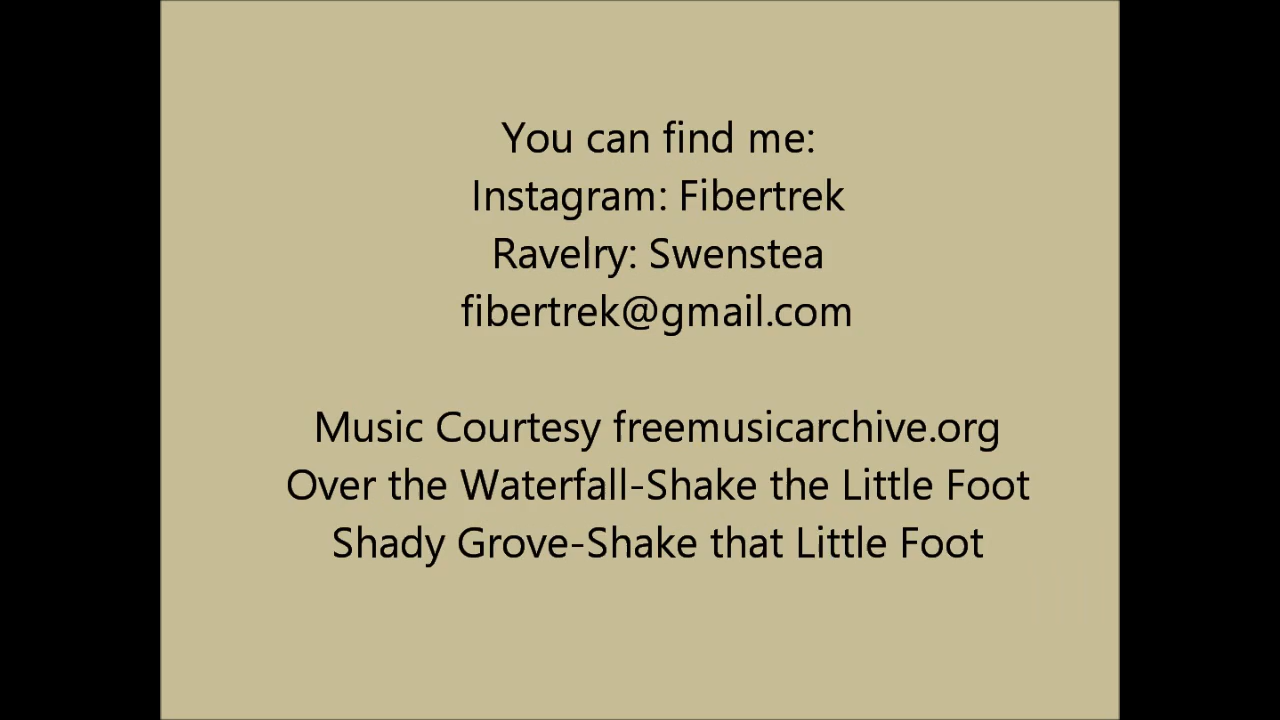 You can find me:
Instagram: Fibertrek
Ravelry: Swenstea
fibertrek@gmail.com
Music Courtesy freemusicarchive.org
Over the Waterfall-Shake the Little Foot
Shady Grove-Shake that Little Foot